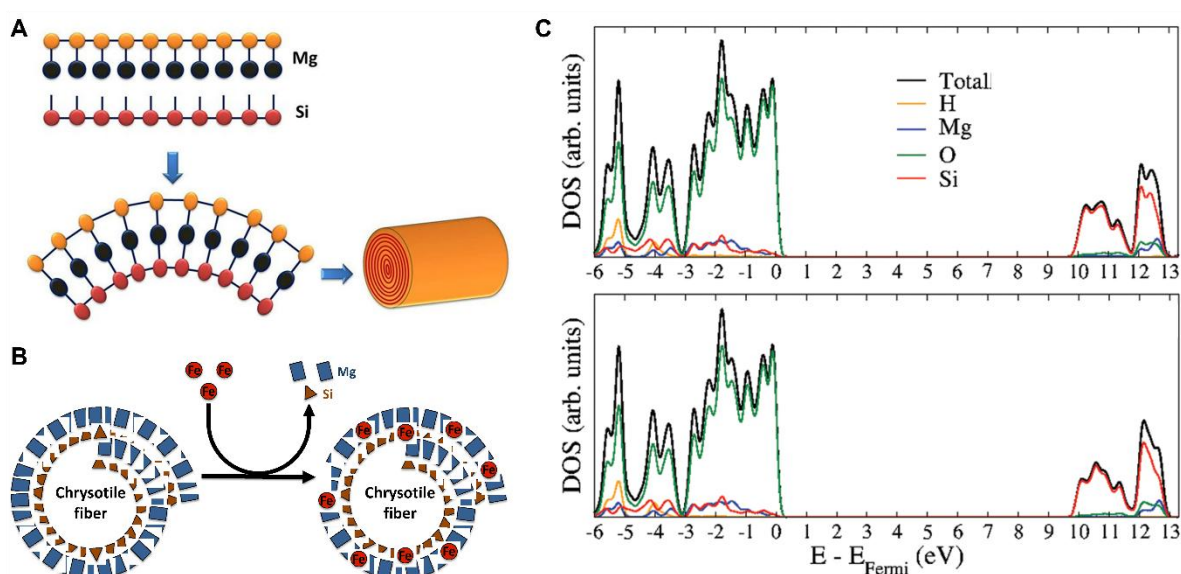 A
Mg
Si
B
Fe Fe
Fe
Mg
Si
Chrysotile
fiber
Fe Fe Fe
Fe
Fe
Fe Fe Fe
Chrysotile
fiber
C
DOS (arb. units)
Total
H
Mg
O
Si
-6 -5 -4 -3 -2 -1 0 1 2 3 4 5 6 7 8 9 10 11 12 13
DOS (arb. units)
-6 -5 -4 -3 -2 -1 0 1 2 3 4 5 6 7 8 9 10 11 12 13
E - EFermi (eV)